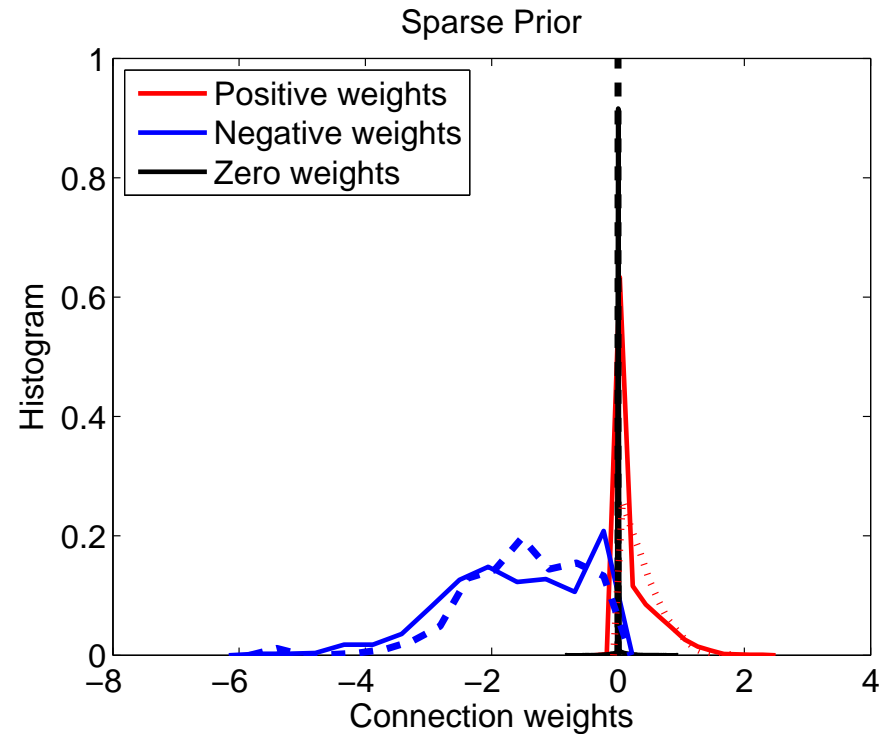 Sparse Prior
Positive weights
Negative weights
Zero weights
1
0.8
0.6
0.4
0.2
0
Histogram
−8
−6
−4
−2
0
2
4
Connection weights